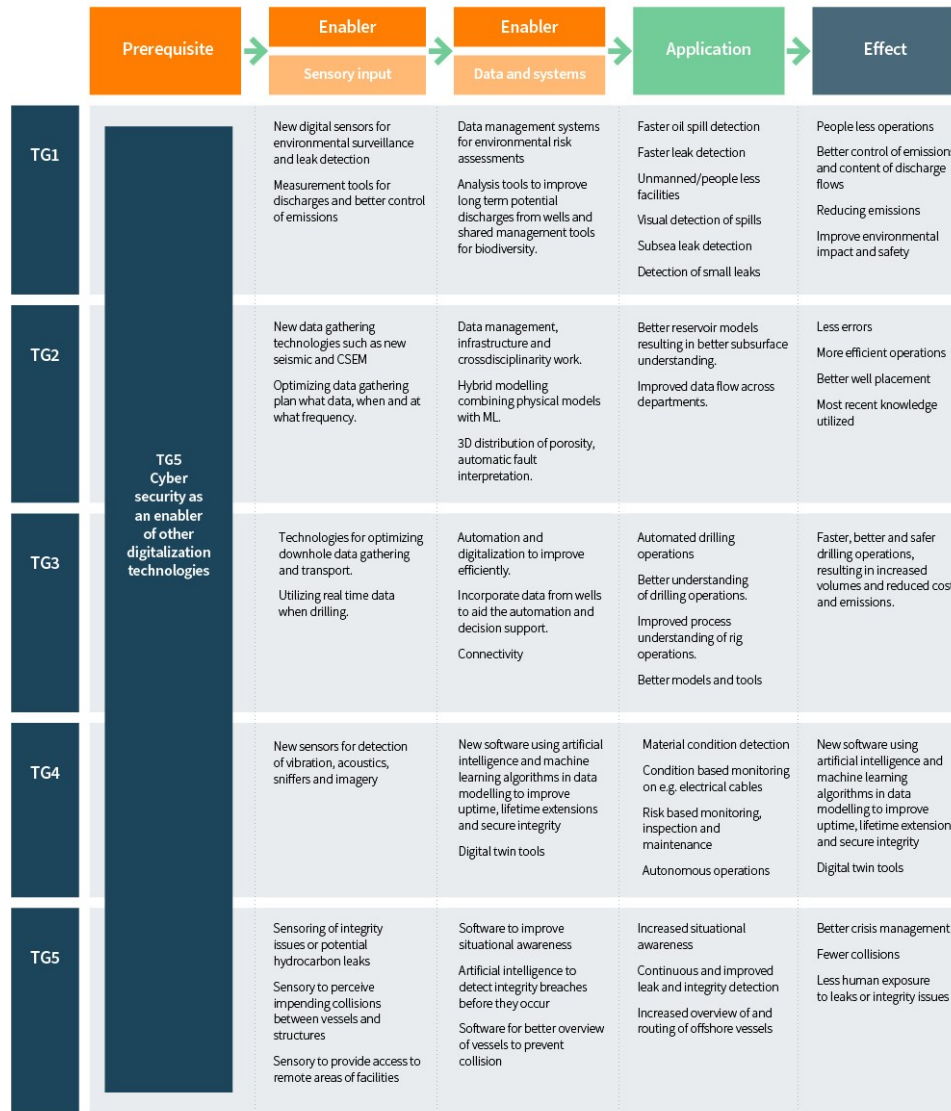 Prerequisite
Enabler
Sensory input
Enabler
Data and systems
Application
Effect
TG5
Cyber
security as
an enabler
of other
digitalization
technologies
TG1
New digital sensors for
environmental surveillance
and leak detection
Measurement tools for
discharges and better control
of emissions
Data management systems
for environmental risk
assessments
Analysis tools to improve
long term potential
discharges from wells and
shared management tools
for biodiversity.
Faster oil spill detection
Faster leak detection
Unmanned/people less
facilities
Visual detection of spills
Subsea leak detection
Detection of small leaks
People less operations
Better control of emissions
and content of discharge
flows
Reducing emissions
Improve environmental
impact and safety
TG2
New data gathering
technologies such as new
seismic and CSEM
Optimizing data gathering
plan what data, when and at
what frequency.
Data management,
infrastructure and
crossdisciplinarity work.
Hybrid modelling
combining physical models
with ML.
3D distribution of porosity,
automatic fault
interpretation.
Better reservoir models
resulting in better subsurface
understanding.
Improved data flow across
departments.
Less errors
More efficient operations
Better well placement
Most recent knowledge
utilized
TG3
Technologies for optimizing
downhole data gathering
and transport.
Utilizing real time data
when drilling.
Automation and
digitalization to improve
efficiently.
Incorporate data from wells
to aid the automation and
decision support.
Connectivity
Automated drilling
operations
Better understanding
of drilling operations.
Improved process
understanding of rig
operations.
Better models and tools
Faster, better and safer
drilling operations,
resulting in increased
volumes and reduced cost
and emissions.
TG4
New sensors for detection
of vibration, acoustics,
sniffers and imagery
New software using artificial
intelligence and machine
learning algorithms in data
modelling to improve
uptime, lifetime extensions
and secure integrity
Digital twin tools
Material condition detection
Condition based monitoring
on e.g. electrical cables
Risk based monitoring,
inspection and
maintenance
Autonomous operations
New software using
artificial intelligence and
machine learning
algorithms in data
modelling to improve
uptime, lifetime extension
and secure integrity
Digital twin tools
TG5
Sensoring of integrity
issues or potential
hydrocarbon leaks
Sensory to perceive
impending collisions
between vessels and
structures
Sensory to provide access to
remote areas of facilities
Software to improve
situational awareness
Artificial intelligence to
detect integrity breaches
before they occur
Software for better overview
of vessels to prevent
collision
Increased situational
awareness
Continuous and improved
leak and integrity detection
Increased overview of and
routing of offshore vessels
Better crisis management
Fewer collisions
Less human exposure
to leaks or integrity issues